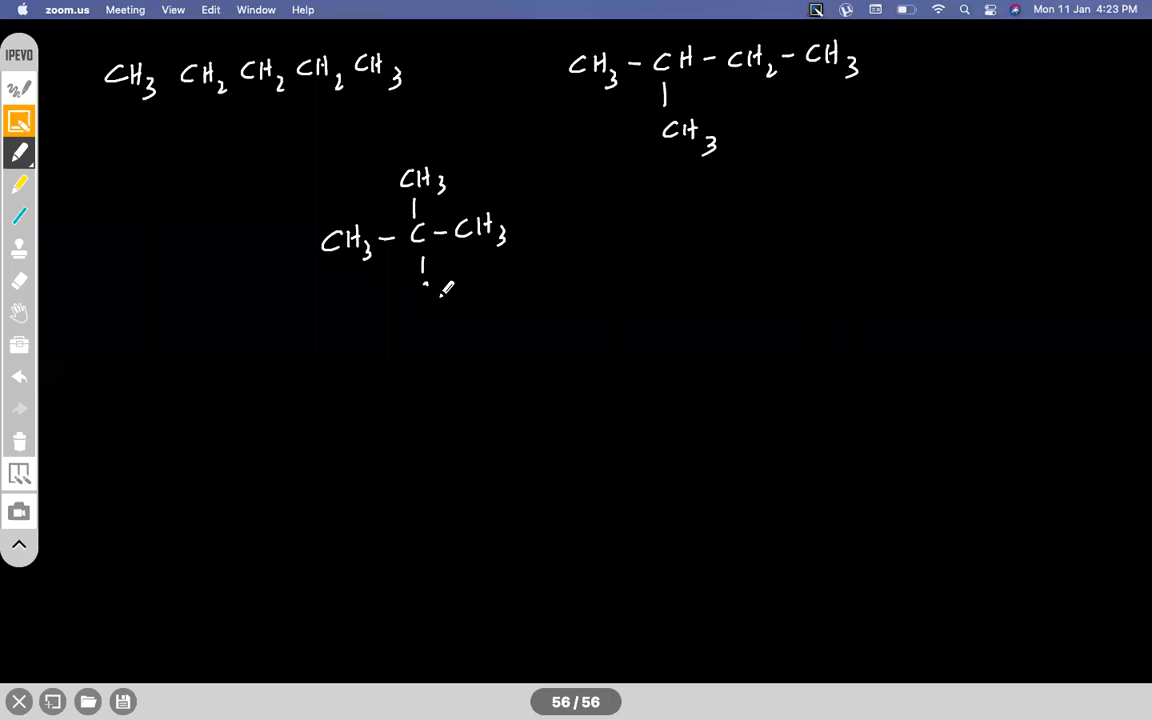 zoom.us Meeting View Edit Window Help Mon 11 Jan 4:23 PM
IPEVO
CH3 CH2 CH2 CH2 CH3
CH3 - CH - CH2 - CH3
|
CH3
CH3
|
CH3 - C - CH3
|
56 / 56